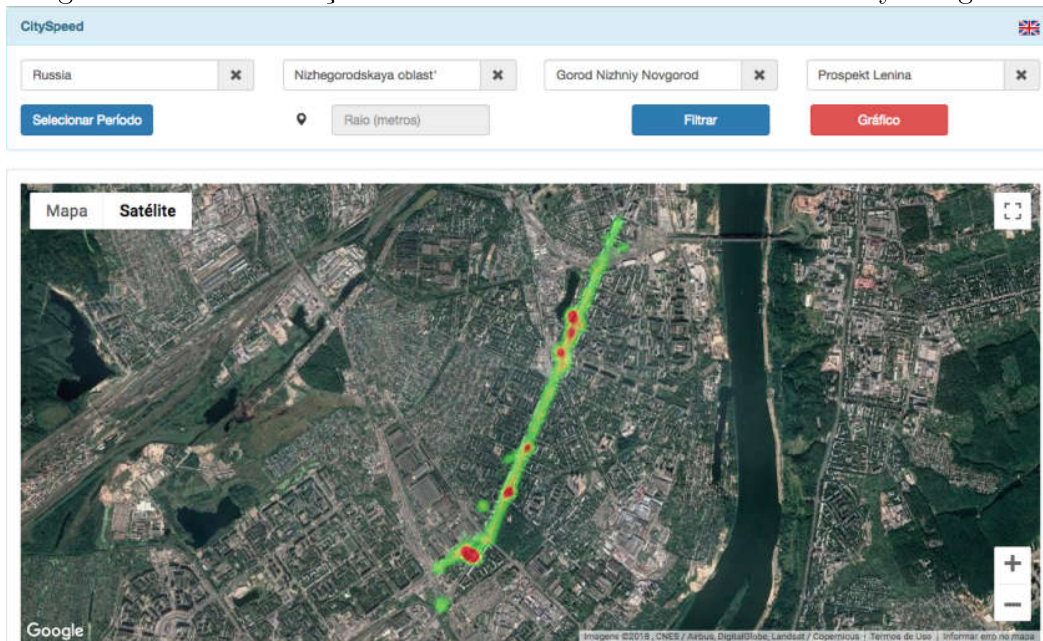 CitySpeed
Russia ✖ Nizhegorodskaya oblast' ✖ Gorod Nizhniy Novgorod ✖ Prospekt Lenina ✖
Selecionar Período Raio (metros) Filtrar Gráfico
Mapa Satélite
+
−
Google Imagens ©2018 , CNES / Airbus, DigitalGlobe, Landsat / Copernicus Termos de Uso Informar erro no mapa